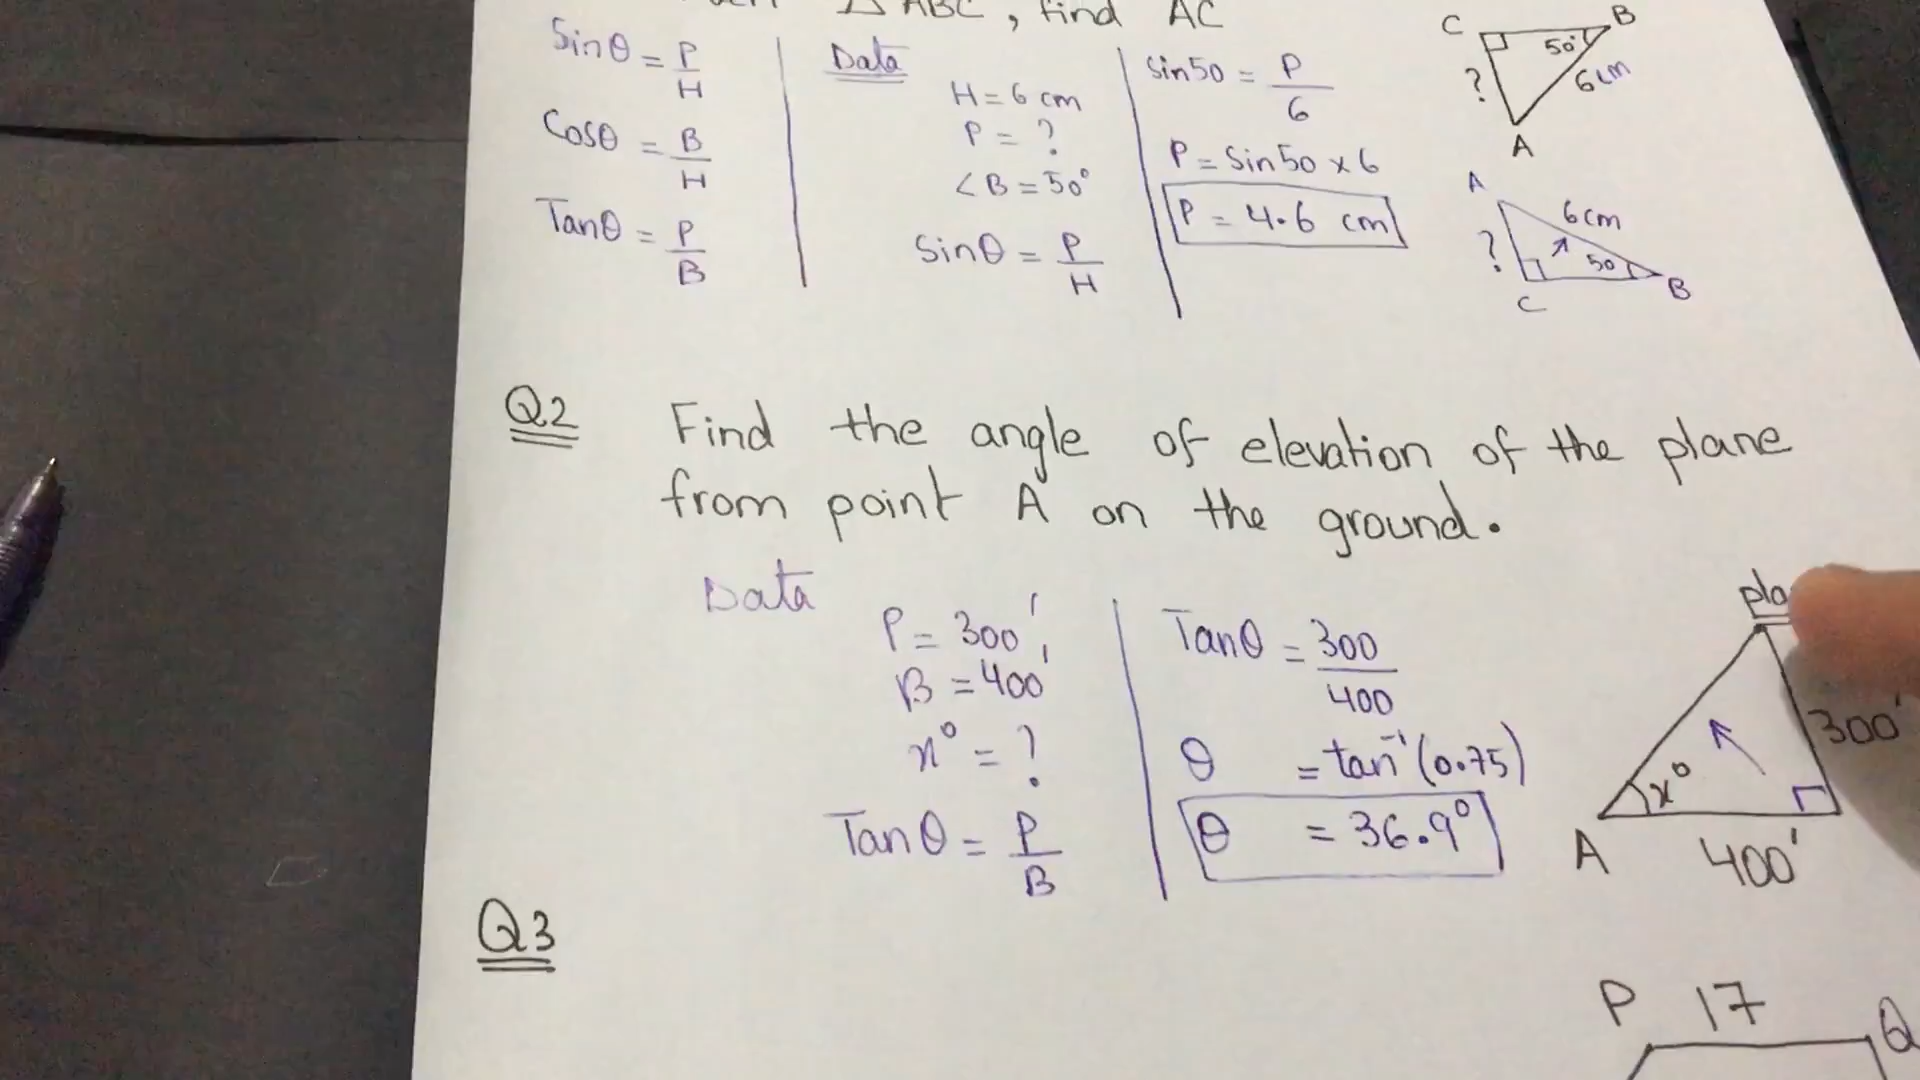 △ ABC, find AC
Sinθ = P/H
Cosθ = B/H
Tanθ = P/B
Data
H = 6 cm
P = ?
∠B = 50°
Sinθ = P/H
Sin50 = P/6
P = Sin50 x 6
P = 4.6 cm
C B
50°
? 6cm
A
A
6cm
? 50
C B
Q2 Find the angle of elevation of the plane
from point A on the ground.
Data
P = 300'
B = 400'
x° = ?
Tanθ = P/B
Tanθ = 300/400
θ = tan⁻¹(0.75)
θ = 36.9°
300'
x°
A 400'
Q3
P 17 Q